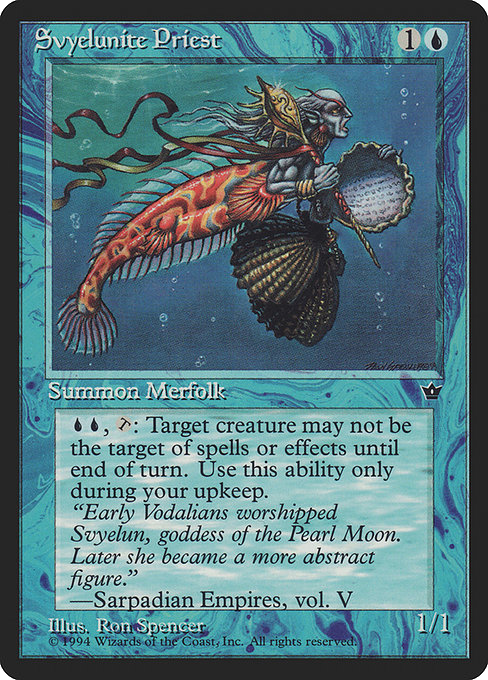 Svyelunite Priest
1
Summon Merfolk
, : Target creature may not be
the target of spells or effects until
end of turn. Use this ability only
during your upkeep.
“Early Vodalians worshipped
Svyelun, goddess of the Pearl Moon.
Later she became a more abstract
figure.”
—Sarpadian Empires, vol. V
Illus. Ron Spencer
1/1
© 1994 Wizards of the Coast, Inc. All rights reserved.